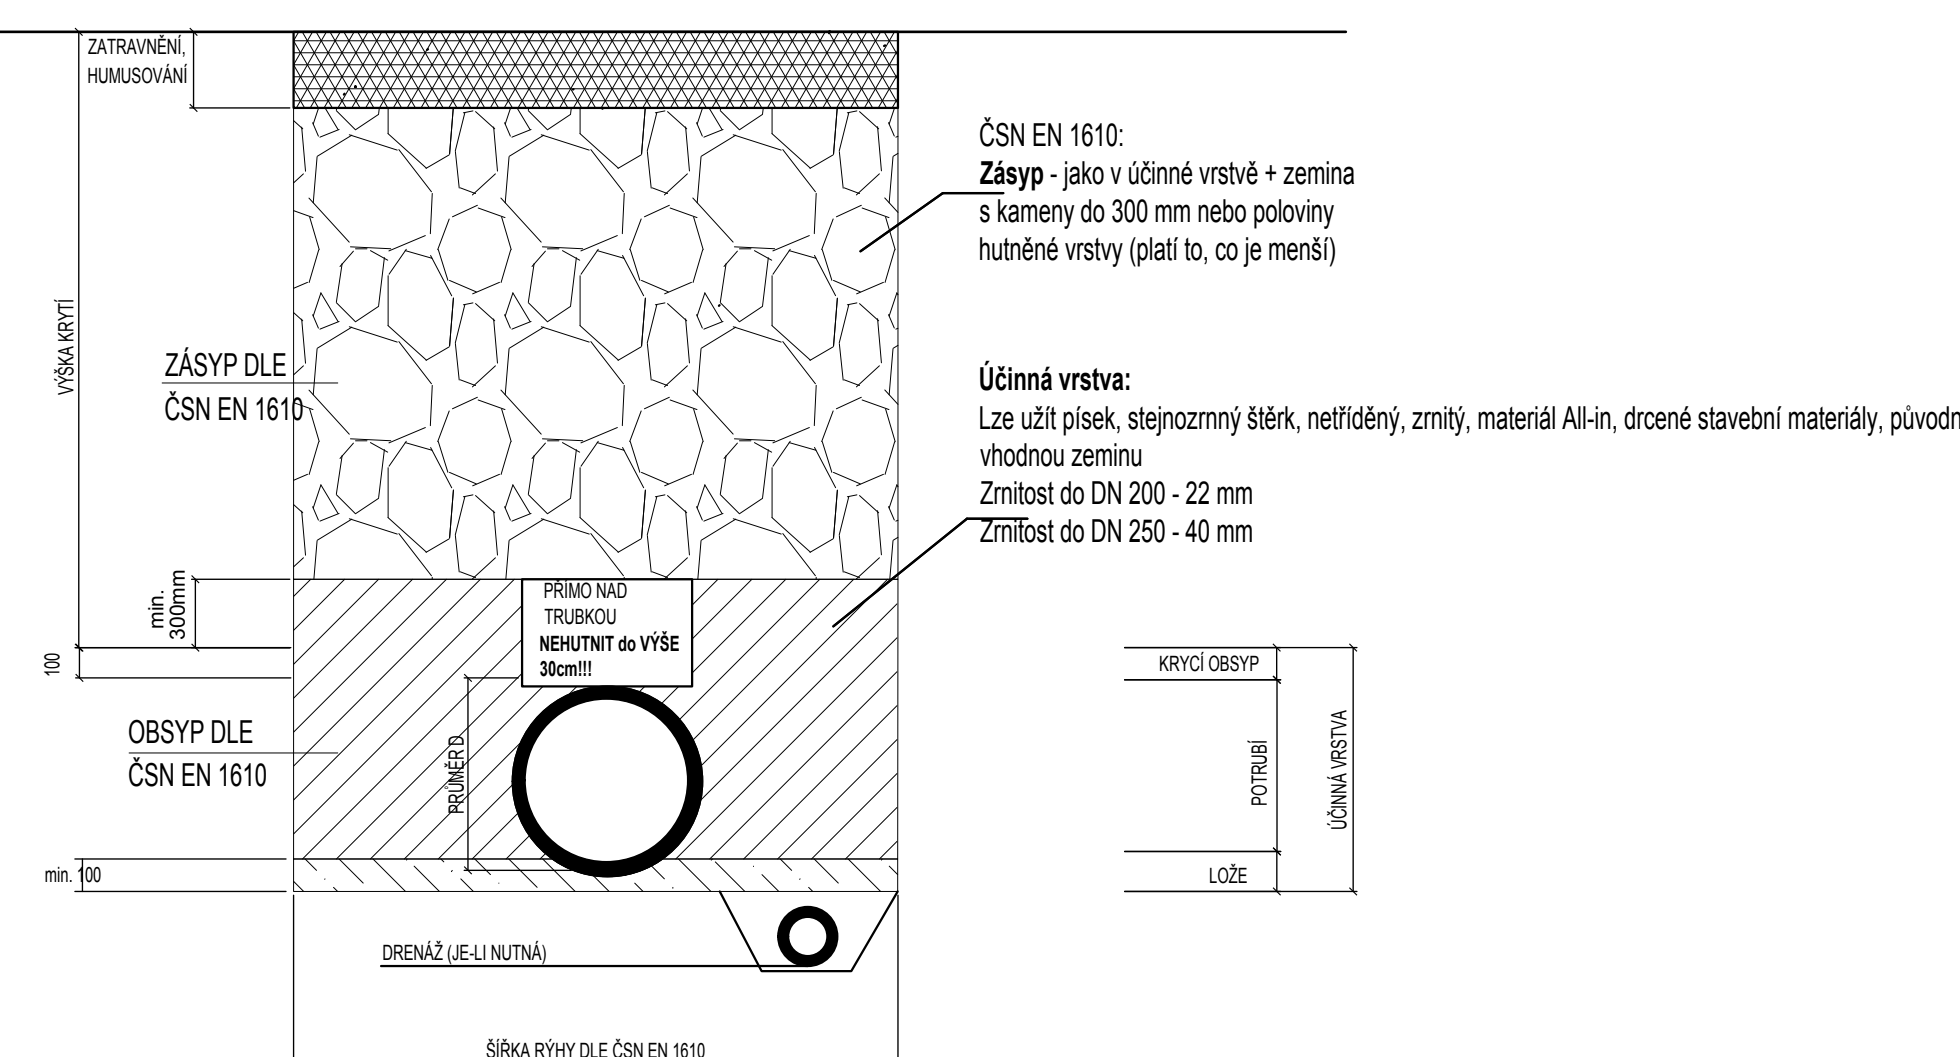 ZATRAVNĚNÍ,
HUMUSOVÁNÍ
ČSN EN 1610:
Zásyp - jako v účinné vrstvě + zemina
s kameny do 300 mm nebo poloviny
hutněné vrstvy (platí to, co je menší)
VÝŠKA KRYTÍ
ZÁSYP DLE
ČSN EN 1610
Účinná vrstva:
Lze užít písek, stejnozrnný štěrk, netříděný, zrnitý, materiál All-in, drcené stavební materiály, původn
vhodnou zeminu
Zrnitost do DN 200 - 22 mm
Zrnitost do DN 250 - 40 mm
min.
300mm
PŘÍMO NAD
TRUBKOU
NEHUTNIT do VÝŠE
30cm!!!
100
KRYCÍ OBSYP
OBSYP DLE
ČSN EN 1610
PRŮMĚR D
POTRUBÍ
ÚČINNÁ VRSTVA
min. 100
LOŽE
DRENÁŽ (JE-LI NUTNÁ)
ŠÍŘKA RÝHY DLE ČSN EN 1610